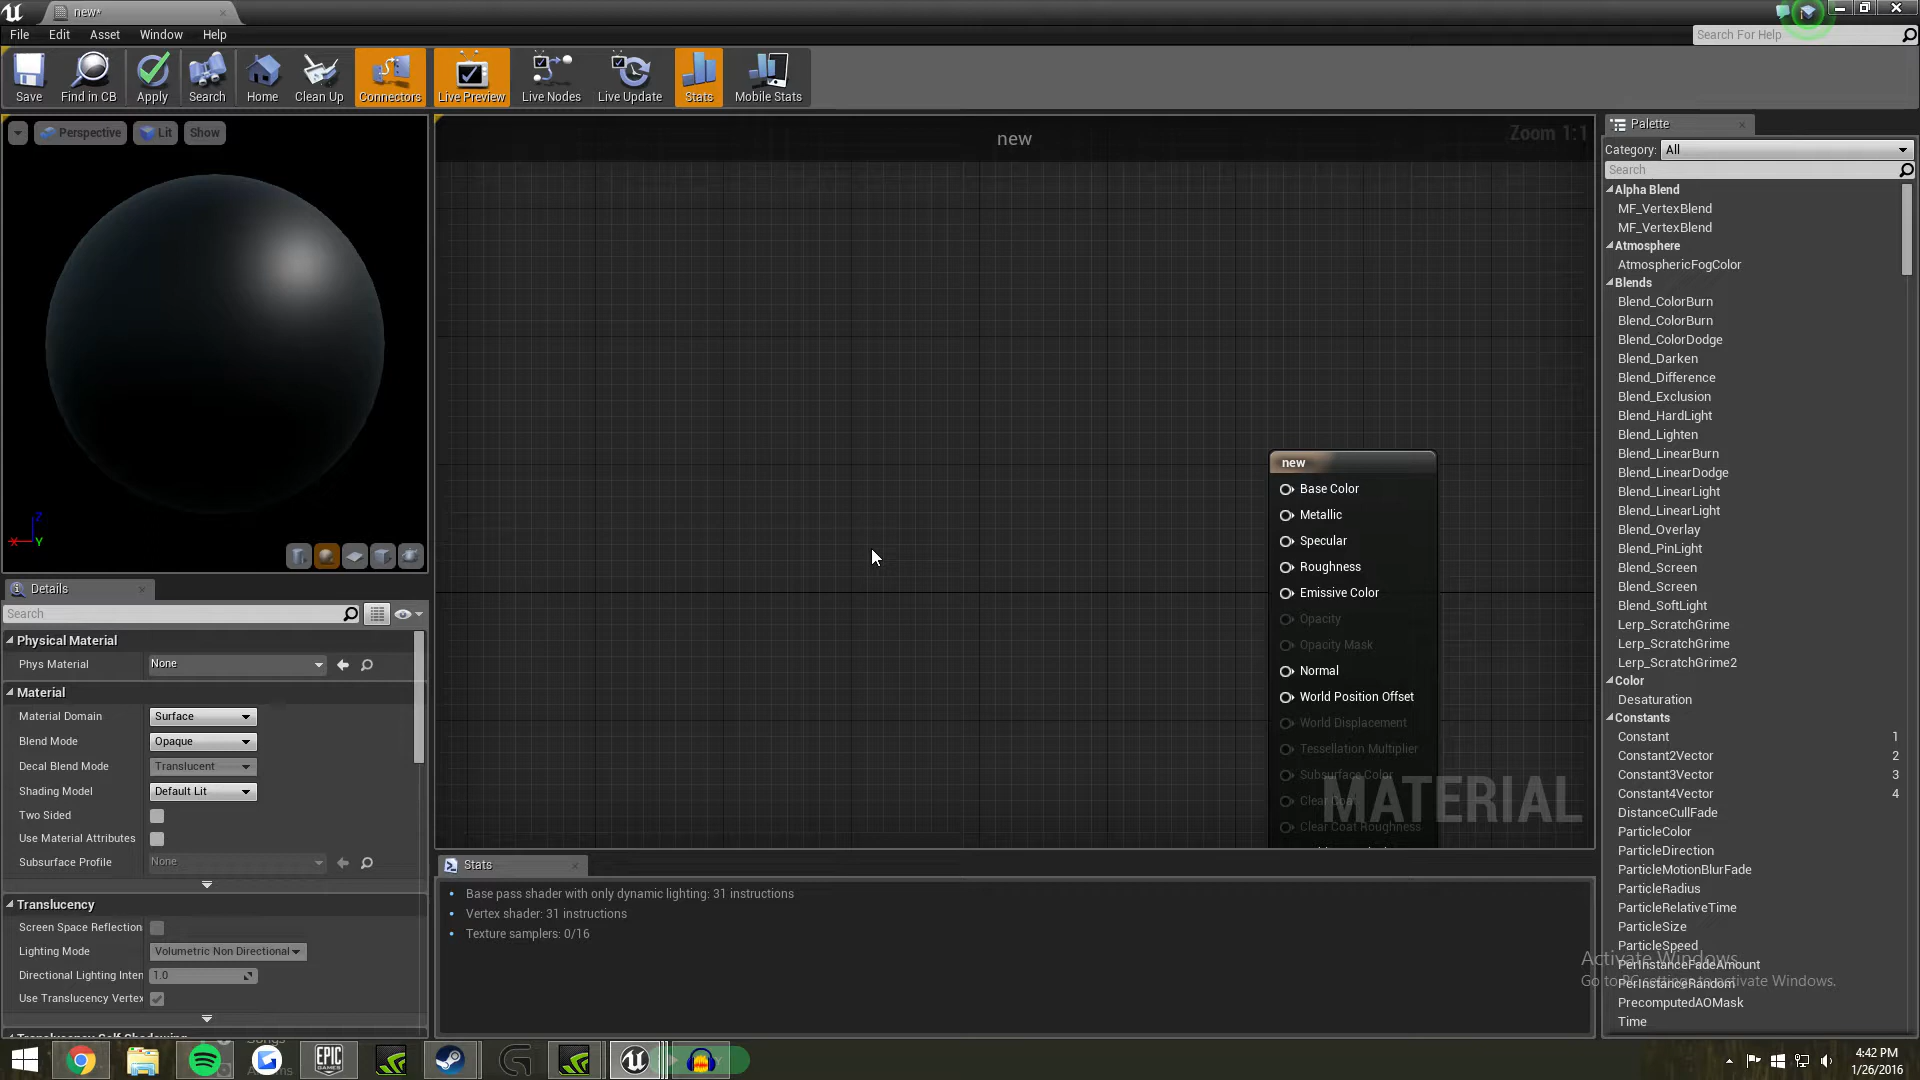 new*
File Edit Asset Window Help
Search For Help
Save Find in CB Apply Search Home Clean Up Connectors Live Preview Live Nodes Live Update Stats Mobile Stats
Perspective Lit Show
new
Zoom 1:1
Z
X Y
new
Base Color
Metallic
Specular
Roughness
Emissive Color
Opacity
Opacity Mask
Normal
World Position Offset
World Displacement
Tessellation Multiplier
Subsurface Color
Clear Coat
Clear Coat Roughness
MATERIAL
Details
Search
Physical Material
Phys Material None
Material
Material Domain Surface
Blend Mode Opaque
Decal Blend Mode Translucent
Shading Model Default Lit
Two Sided
Use Material Attributes
Subsurface Profile None
Translucency
Screen Space Reflection
Lighting Mode Volumetric Non Directional
Directional Lighting Inten 1.0
Use Translucency Vertex
Stats
Base pass shader with only dynamic lighting: 31 instructions
Vertex shader: 31 instructions
Texture samplers: 0/16
Palette
Category: All
Search
Alpha Blend
MF_VertexBlend
MF_VertexBlend
Atmosphere
AtmosphericFogColor
Blends
Blend_ColorBurn
Blend_ColorBurn
Blend_ColorDodge
Blend_Darken
Blend_Difference
Blend_Exclusion
Blend_HardLight
Blend_Lighten
Blend_LinearBurn
Blend_LinearDodge
Blend_LinearLight
Blend_LinearLight
Blend_Overlay
Blend_PinLight
Blend_Screen
Blend_Screen
Blend_SoftLight
Lerp_ScratchGrime
Lerp_ScratchGrime
Lerp_ScratchGrime2
Color
Desaturation
Constants
Constant 1
Constant2Vector 2
Constant3Vector 3
Constant4Vector 4
DistanceCullFade
ParticleColor
ParticleDirection
ParticleMotionBlurFade
ParticleRadius
ParticleRelativeTime
ParticleSize
ParticleSpeed
PerInstanceFadeAmount
PerInstanceRandom
PrecomputedAOMask
Time
Activate Windows
Go to PC settings to activate Windows.
EPIC
GAMES
4:42 PM
1/26/2016